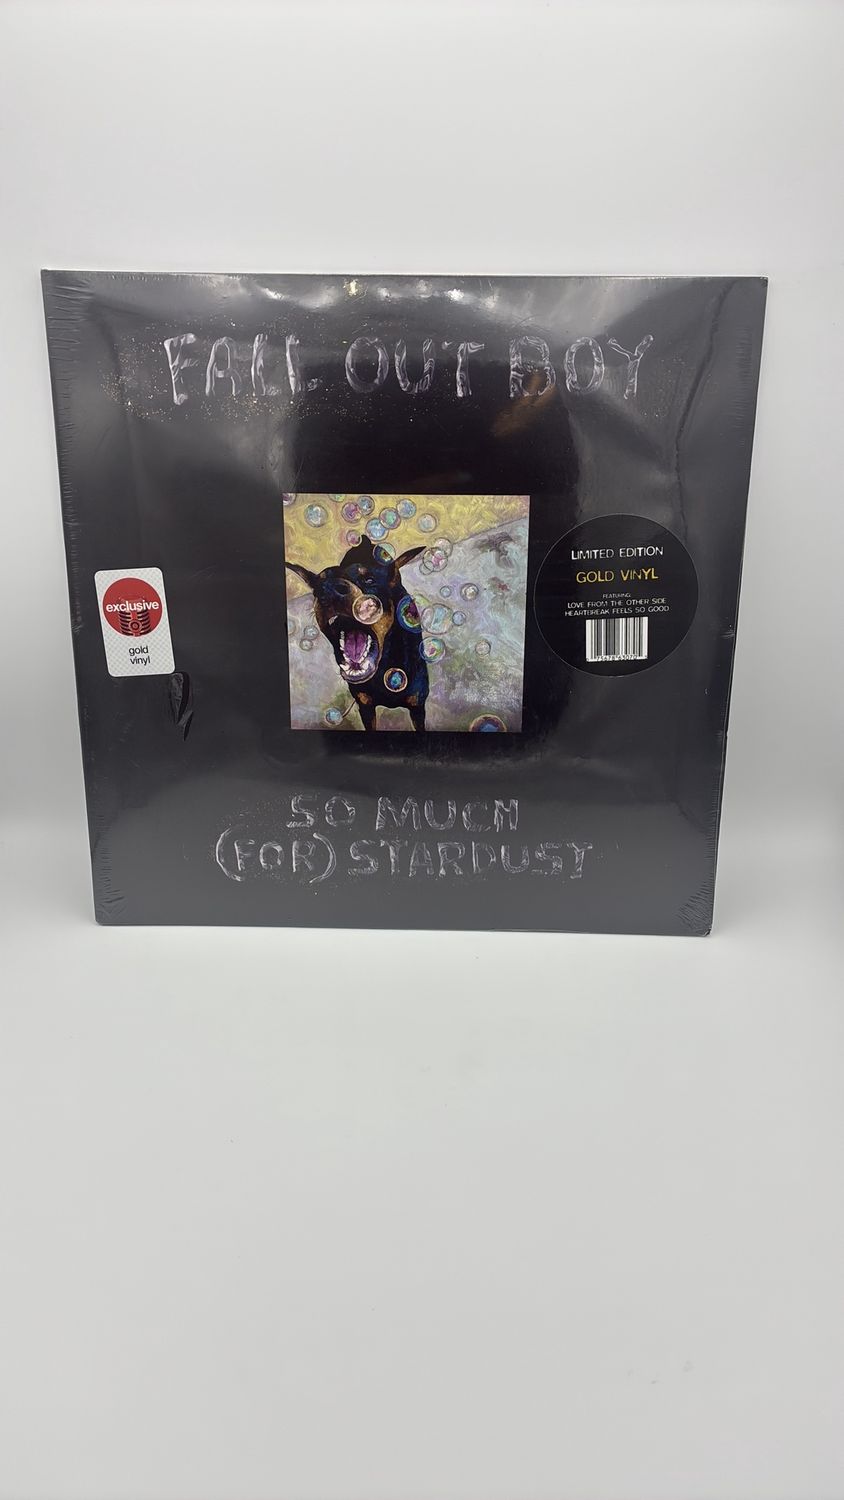 FALL OUT BOY
LIMITED EDITION
GOLD VINYL
FEATURING
LOVE FROM THE OTHER SIDE
HEARTBREAK FEELS SO GOOD
exclusive
gold
vinyl
SO MUCH
(FOR) STARDUST